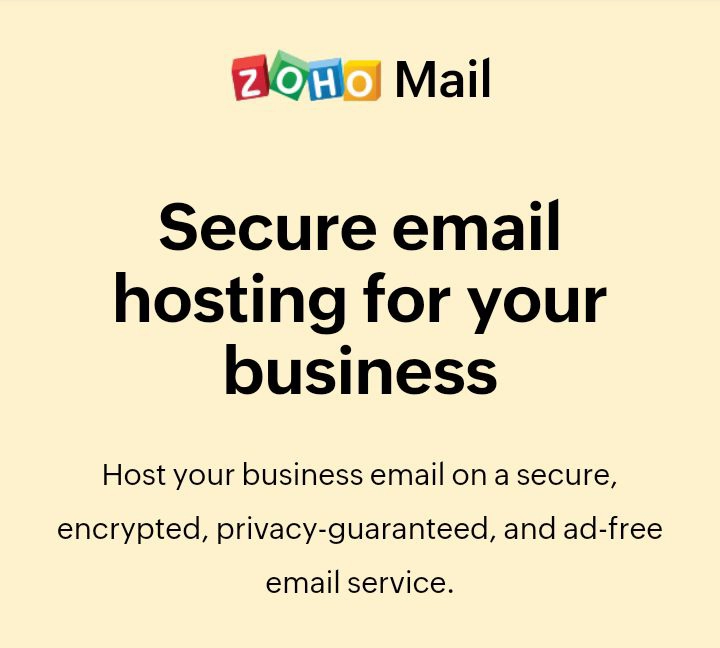 ZOHO Mail
Secure email
hosting for your
business
Host your business email on a secure,
encrypted, privacy-guaranteed, and ad-free
email service.